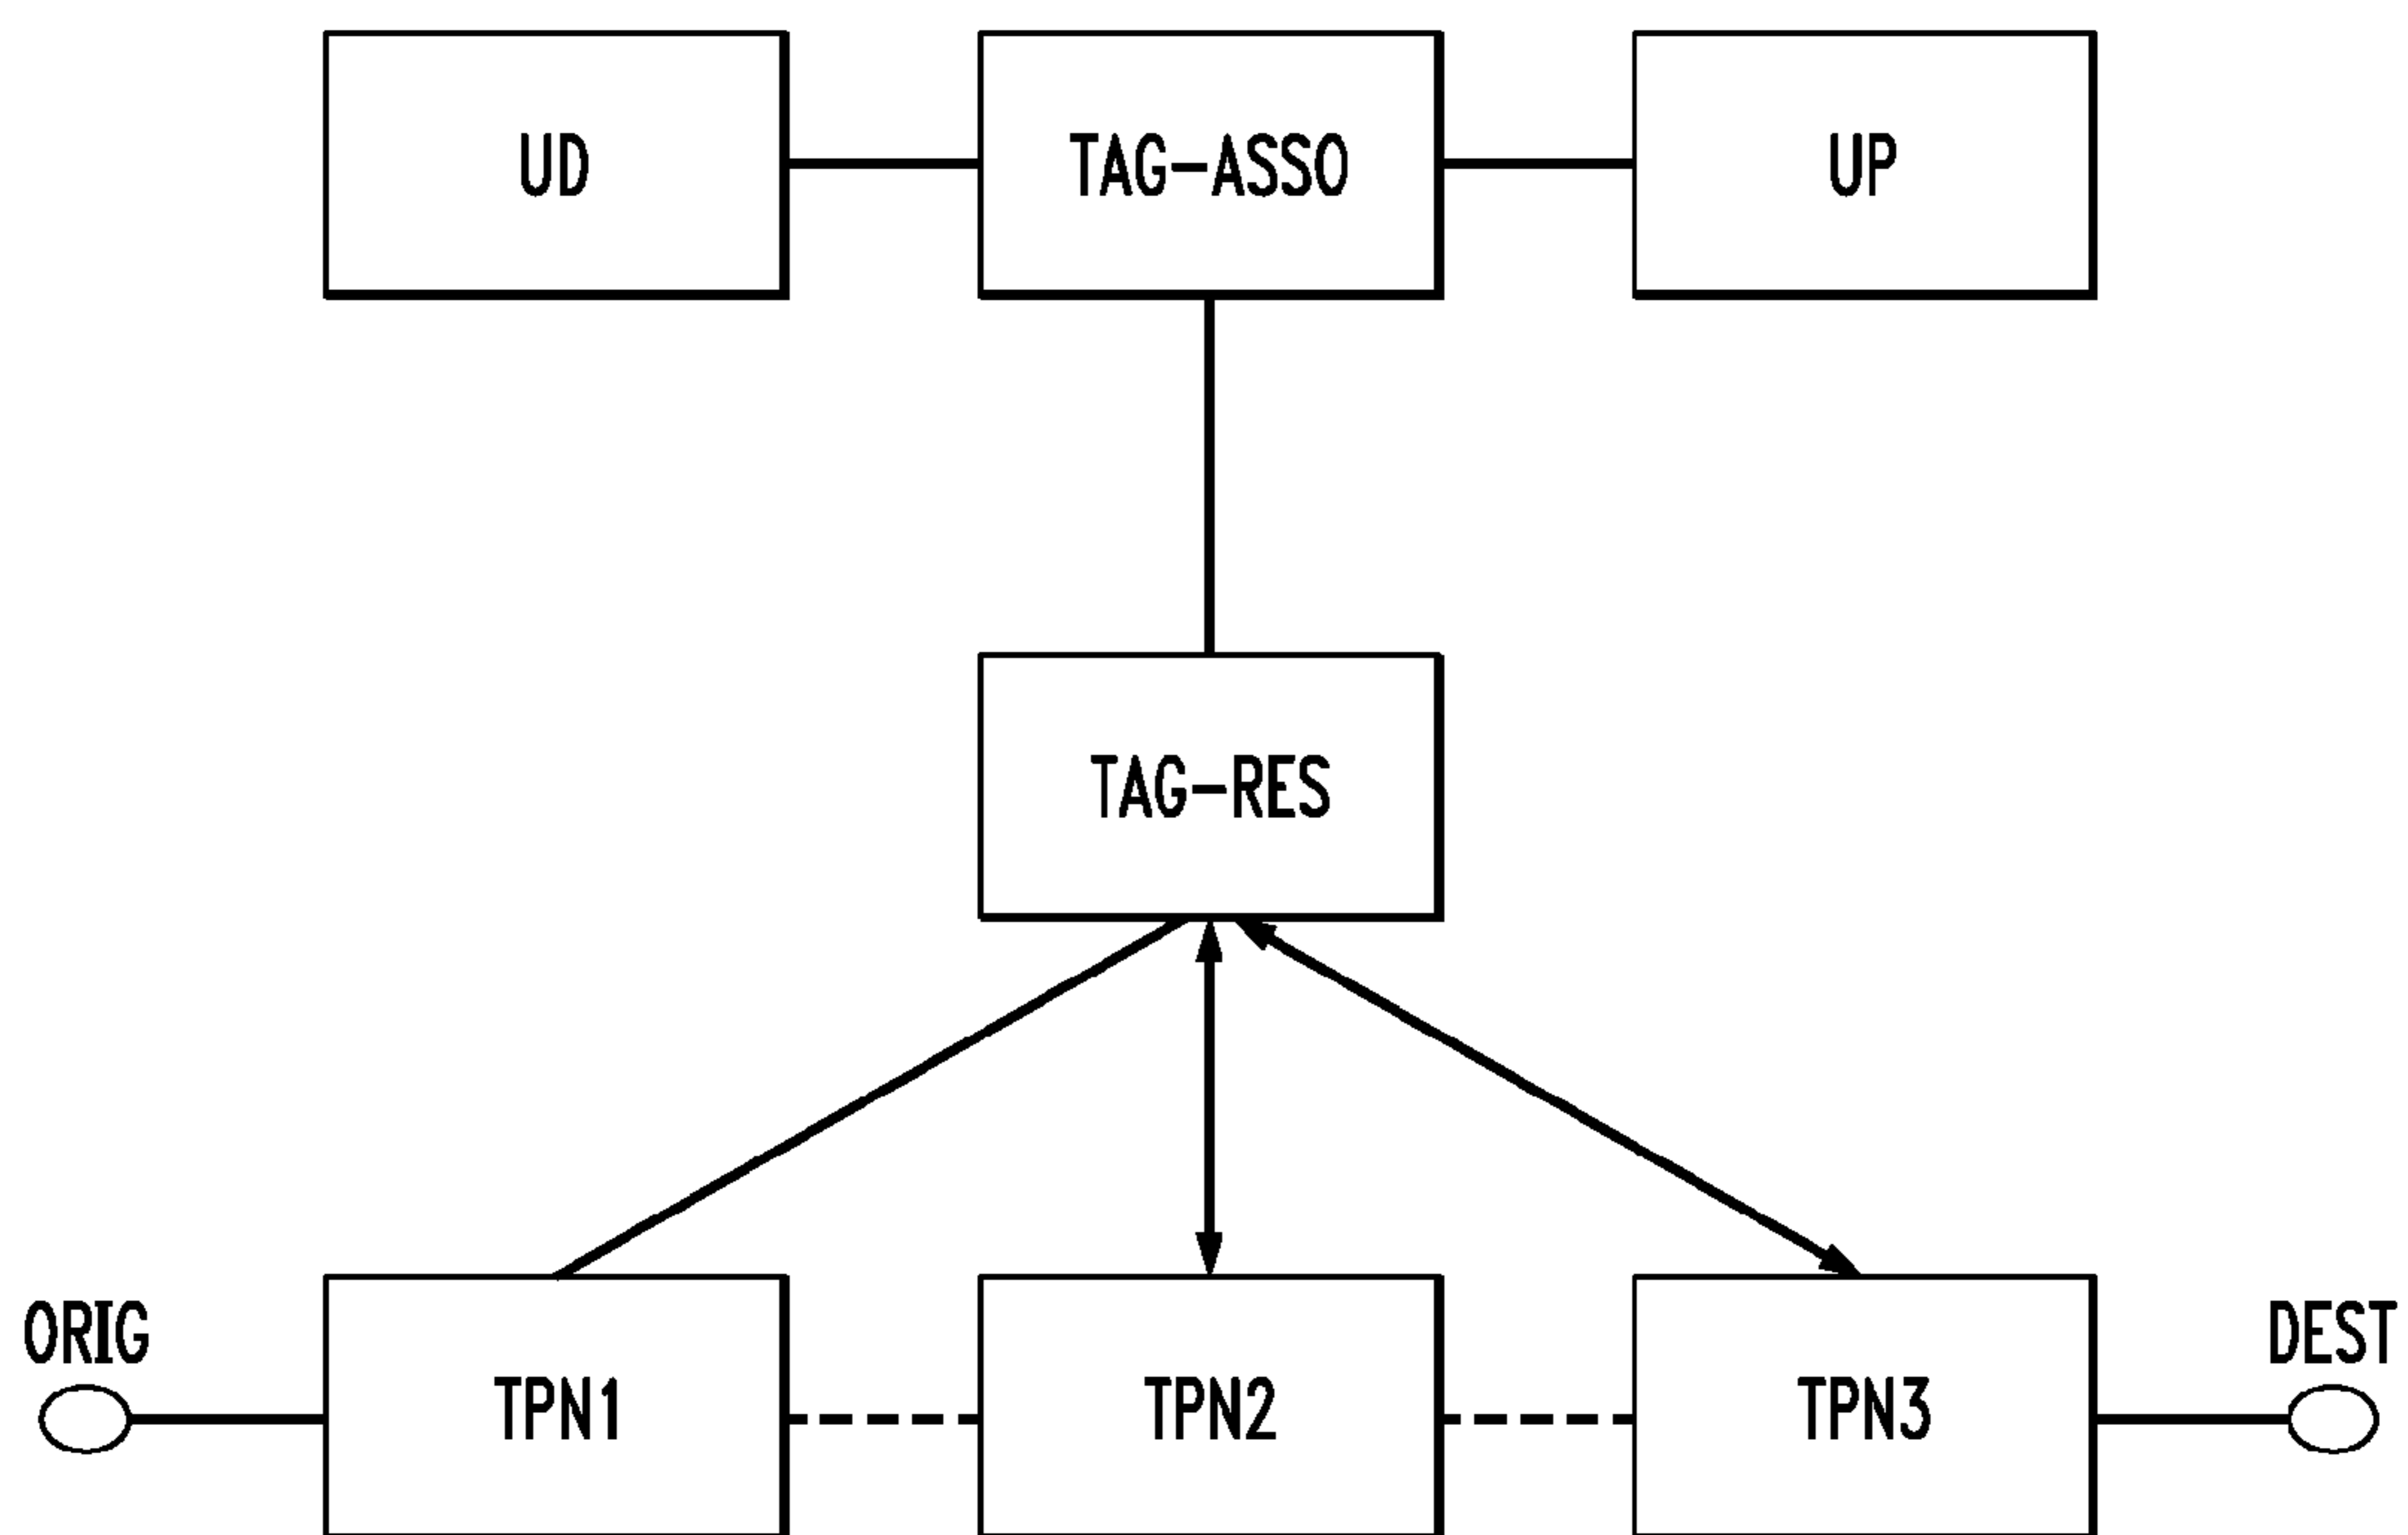 UD
TAG-ASSO
UP
TAG-RES
ORIG
DEST
TPN1
TPN2
TPN3